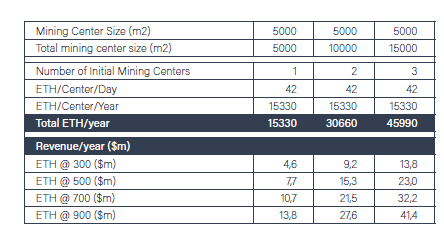 Mining Center Size (m2) 5000 5000 5000
Total mining center size (m2) 5000 10000 15000
Number of Initial Mining Centers 1 2 3
ETH/Center/Day 42 42 42
ETH/Center/Year 15330 15330 15330
Total ETH/year 15330 30660 45990
Revenue/year ($m)
ETH @ 300 ($m) 4,6 9,2 13,8
ETH @ 500 ($m) 7,7 15,3 23,0
ETH @ 700 ($m) 10,7 21,5 32,2
ETH @ 900 ($m) 13,8 27,6 41,4